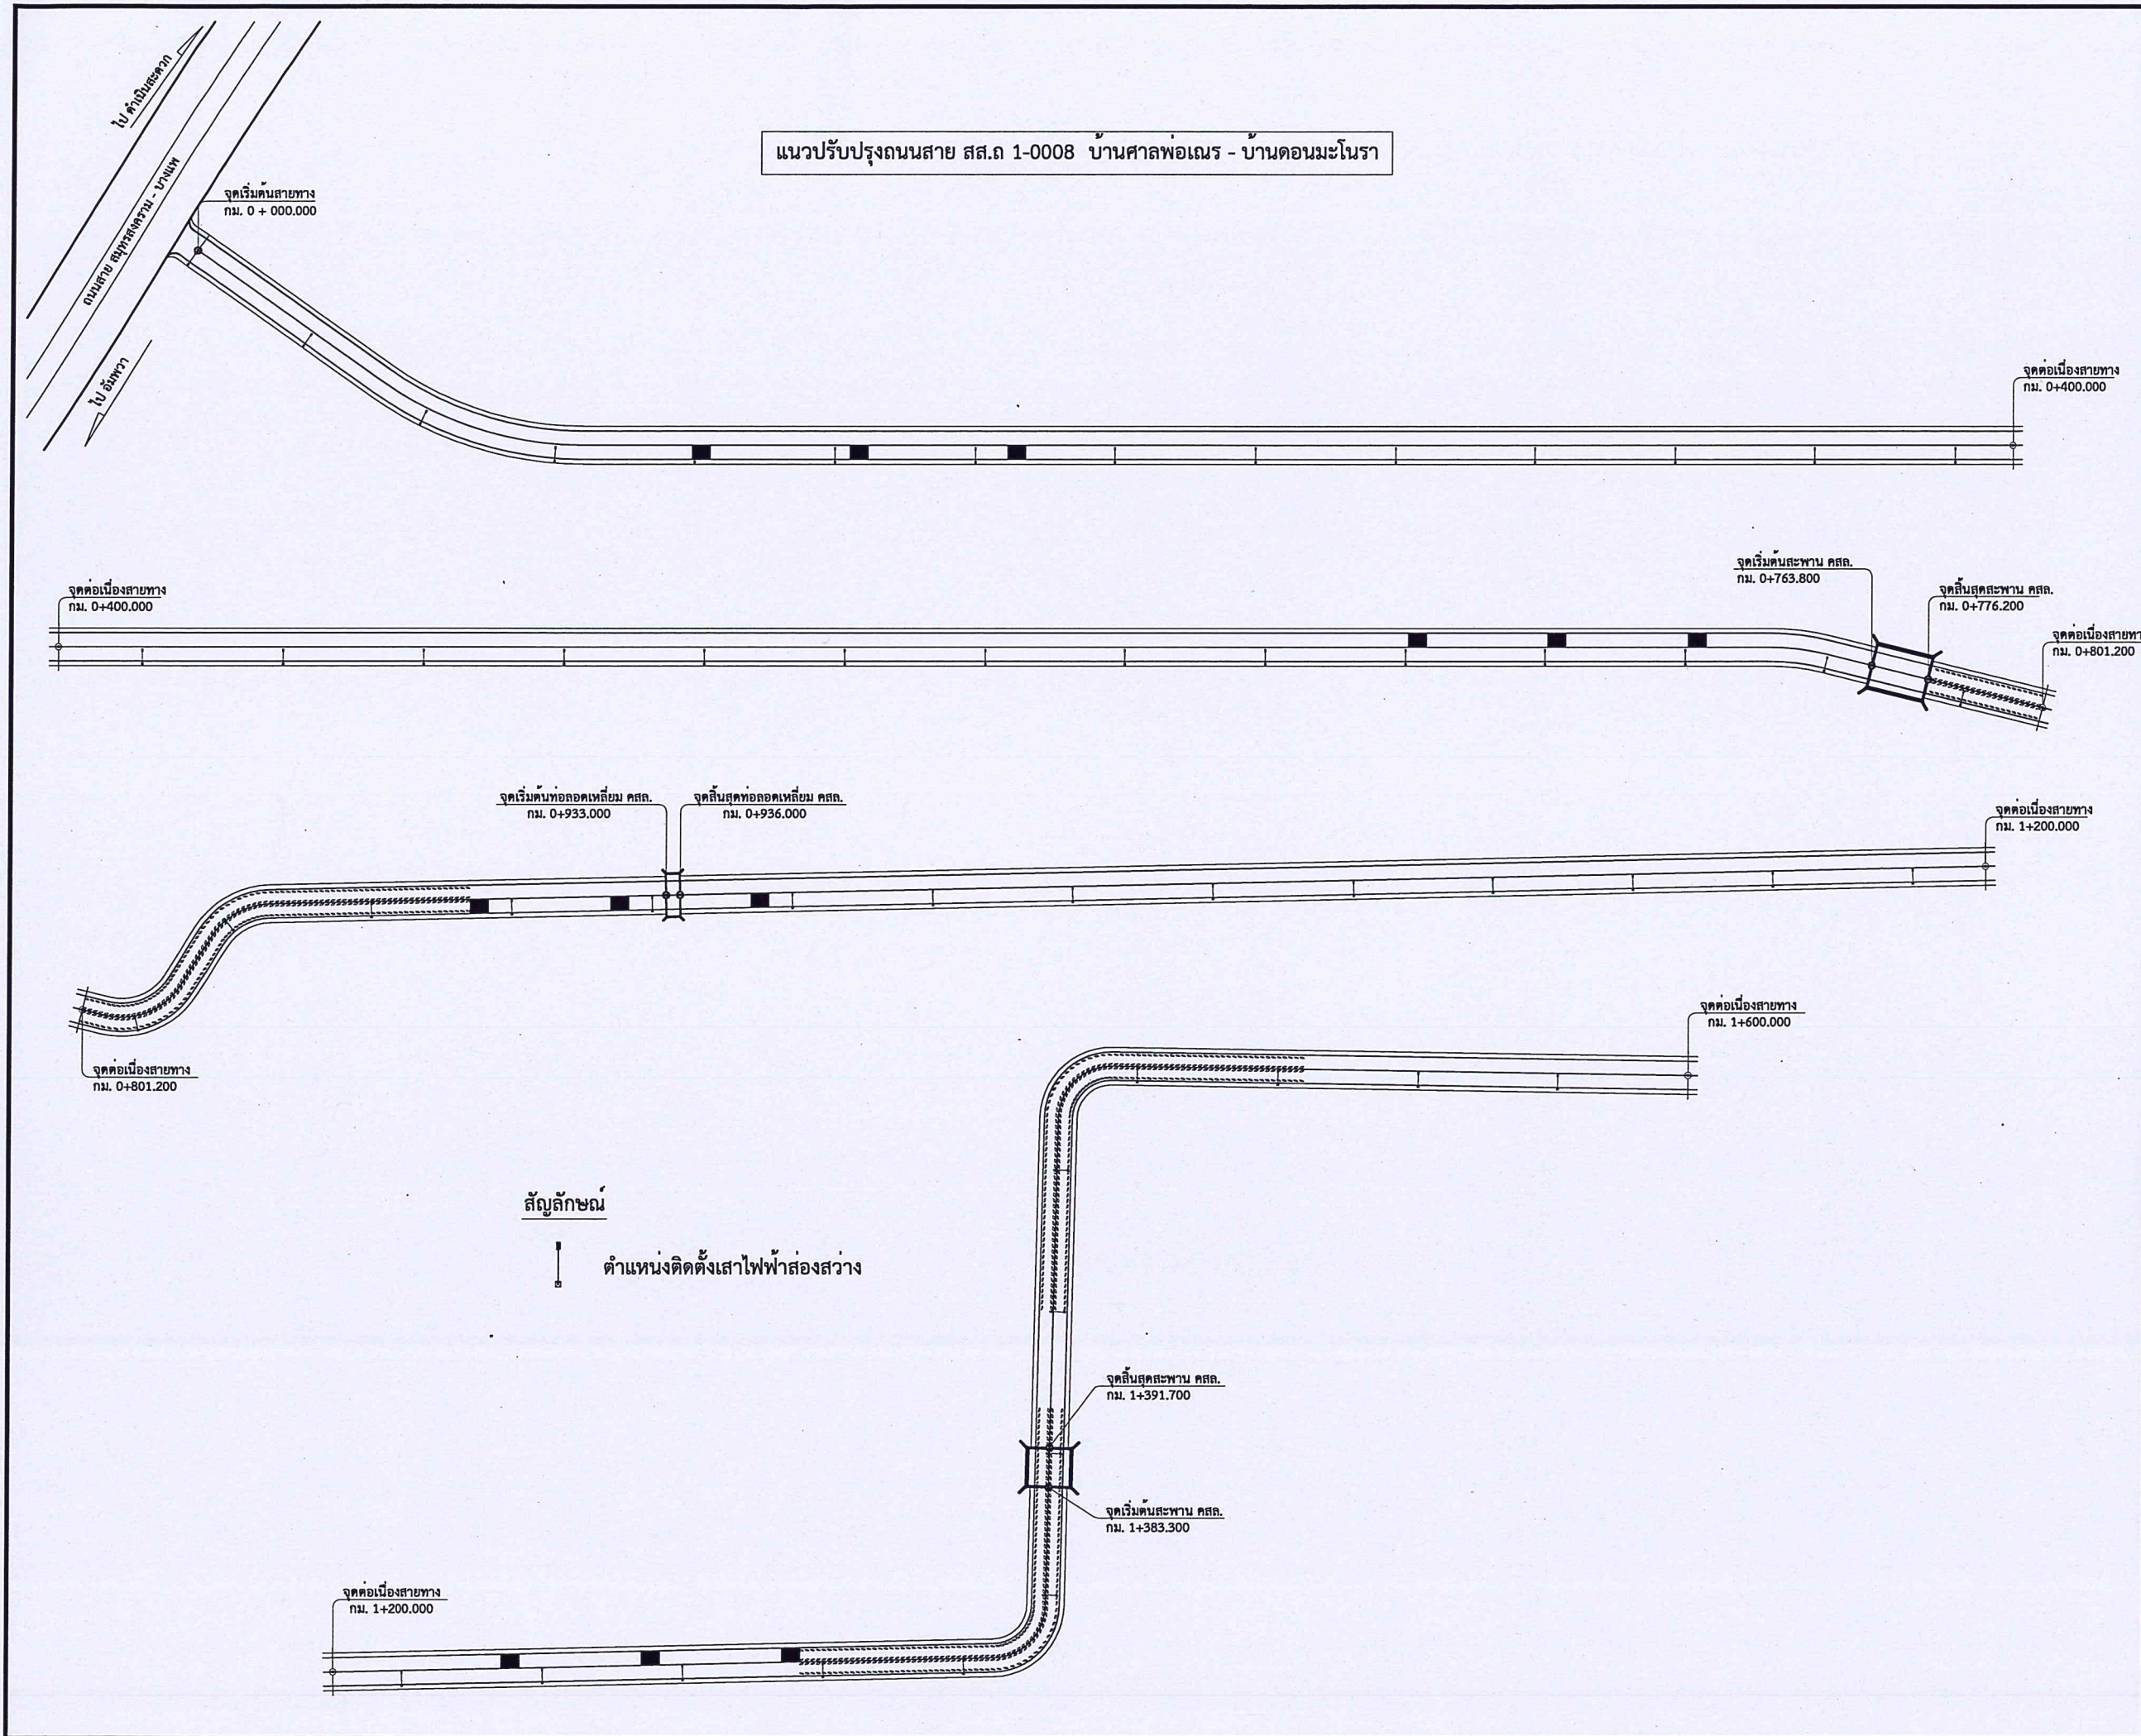 ไป ดำเนินสะดวก
ถนนสาย สมุทรสงคราม - บางแพ
ไป อัมพวา
แนวปรับปรุงถนนสาย สส.ถ 1-0008 บ้านศาลพ่อเณร - บ้านดอนมะโนรา
จุดเริ่มต้นสายทาง
กม. 0 + 000.000
จุดต่อเนื่องสายทาง
กม. 0+400.000
จุดต่อเนื่องสายทาง
กม. 0+400.000
จุดเริ่มต้นสะพาน คสล.
กม. 0+763.800
จุดสิ้นสุดสะพาน คสล.
กม. 0+776.200
จุดต่อเนื่องสายทาง
กม. 0+801.200
จุดเริ่มต้นท่อลอดเหลี่ยม คสล.
กม. 0+933.000
จุดสิ้นสุดท่อลอดเหลี่ยม คสล.
กม. 0+936.000
จุดต่อเนื่องสายทาง
กม. 1+200.000
จุดต่อเนื่องสายทาง
กม. 0+801.200
จุดต่อเนื่องสายทาง
กม. 1+600.000
สัญลักษณ์
ตำแหน่งติดตั้งเสาไฟฟ้าส่องสว่าง
จุดสิ้นสุดสะพาน คสล.
กม. 1+391.700
จุดเริ่มต้นสะพาน คสล.
กม. 1+383.300
จุดต่อเนื่องสายทาง
กม. 1+200.000